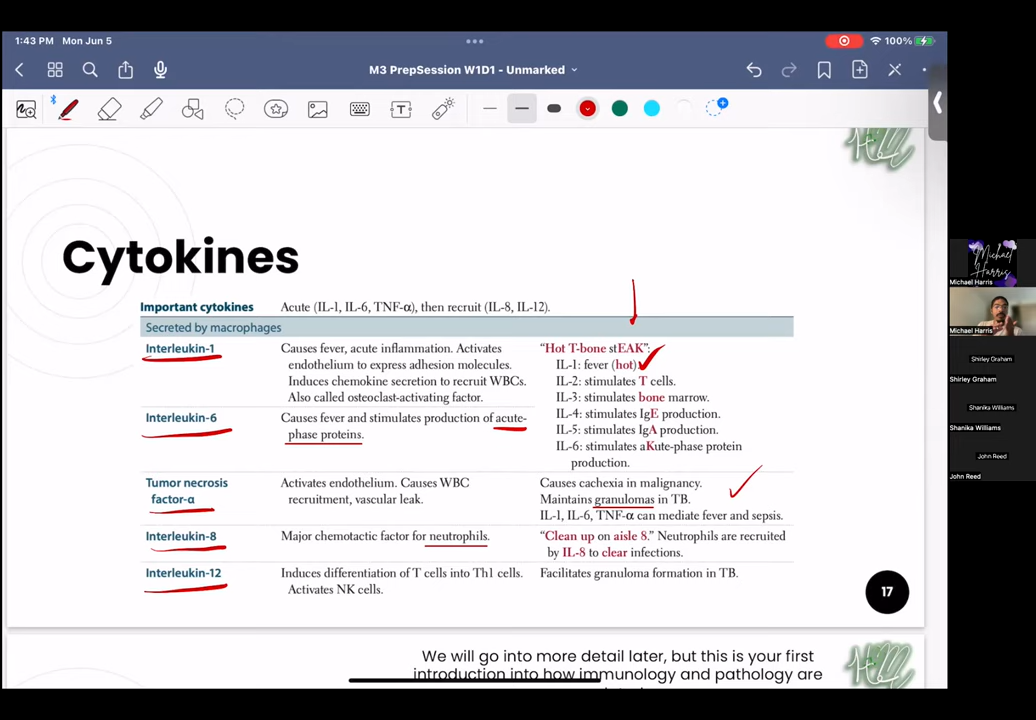 1:43 PM Mon Jun 5
100%
M3 PrepSession W1D1 - Unmarked
Cytokines
Important cytokines Acute (IL-1, IL-6, TNF-α), then recruit (IL-8, IL-12).
Secreted by macrophages
Interleukin-1
Causes fever, acute inflammation. Activates
endothelium to express adhesion molecules.
Induces chemokine secretion to recruit WBCs.
Also called osteoclast-activating factor.
"Hot T-bone stEAK":
IL-1: fever (hot).
IL-2: stimulates T cells.
IL-3: stimulates bone marrow.
IL-4: stimulates IgE production.
IL-5: stimulates IgA production.
IL-6: stimulates aKute-phase protein
production.
Interleukin-6
Causes fever and stimulates production of acute-
phase proteins.
Tumor necrosis
factor-α
Activates endothelium. Causes WBC
recruitment, vascular leak.
Causes cachexia in malignancy.
Maintains granulomas in TB.
IL-1, IL-6, TNF-α can mediate fever and sepsis.
Interleukin-8
Major chemotactic factor for neutrophils.
"Clean up on aisle 8." Neutrophils are recruited
by IL-8 to clear infections.
Interleukin-12
Induces differentiation of T cells into Th1 cells.
Activates NK cells.
Facilitates granuloma formation in TB.
17
We will go into more detail later, but this is your first
introduction into how immunology and pathology are
Michael
Harris
Michael Harris
Michael Harris
Shirley Graham
Shirley Graham
Shanika Williams
Shanika Williams
John Reed
John Reed